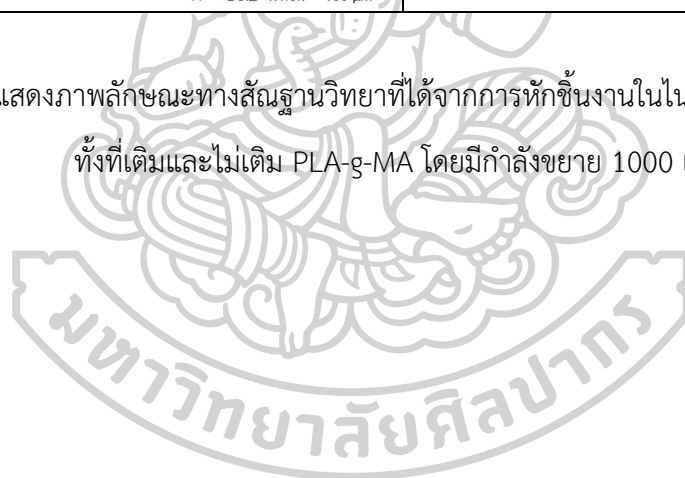 แสดงภาพลักษณะทางสัณฐานวิทยาที่ได้จากการหักชิ้นงานในไน
ทั้งที่เติมและไม่เติม PLA-g-MA โดยมีกำลังขยาย 1000
มหาวิทยาลัยศิลปากร